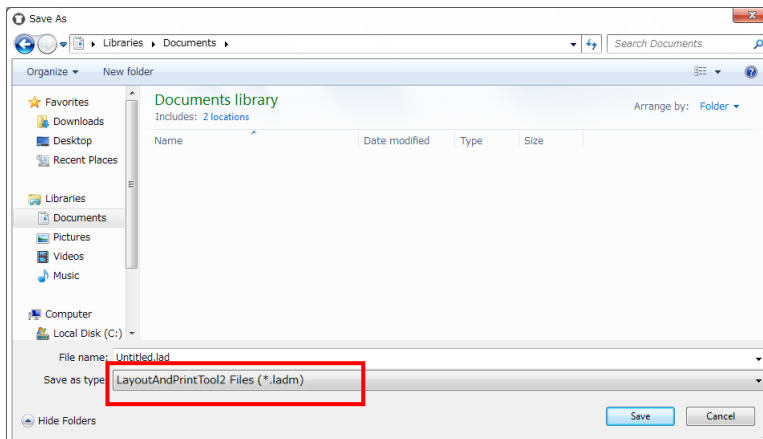 Save As
Libraries Documents
Search Documents
Organize New folder
Favorites
Downloads
Desktop
Recent Places
Libraries
Documents
Pictures
Videos
Music
Computer
Local Disk (C:)
Documents library
Includes: 2 locations
Arrange by: Folder
Name Date modified Type Size
File name: Untitled.lad
Save as type: LayoutAndPrintTool2 Files (*.ladm)
Hide Folders
Save Cancel